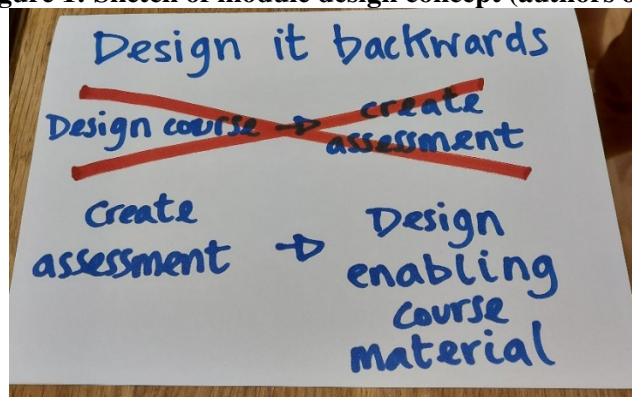 gure 1: Sketch of module design concept (authors o
Design it backwards
Design course → create
assessment
Create
assessment → Design
enabling
course
material